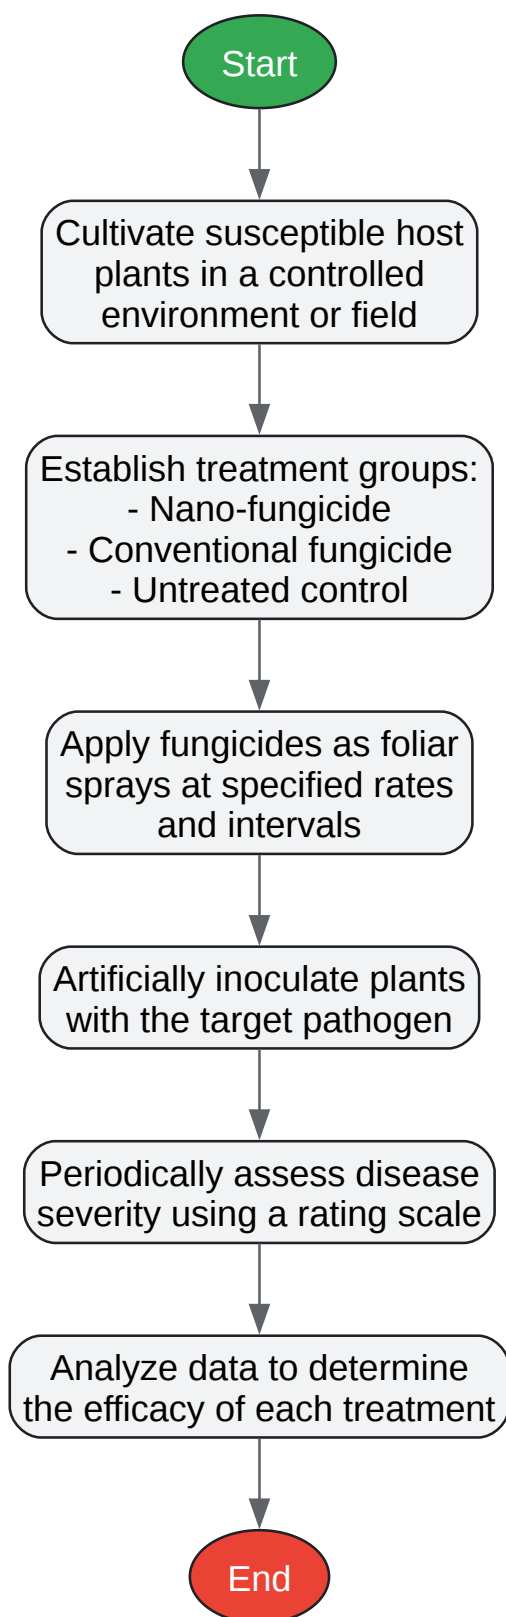 Start
Cultivate susceptible host
plants in a controlled
environment or field
Establish treatment groups:
- Nano-fungicide
- Conventional fungicide
- Untreated control
Apply fungicides as foliar
sprays at specified rates
and intervals
Artificially inoculate plants
with the target pathogen
Periodically assess disease
severity using a rating scale
Analyze data to determine
the efficacy of each treatment
End